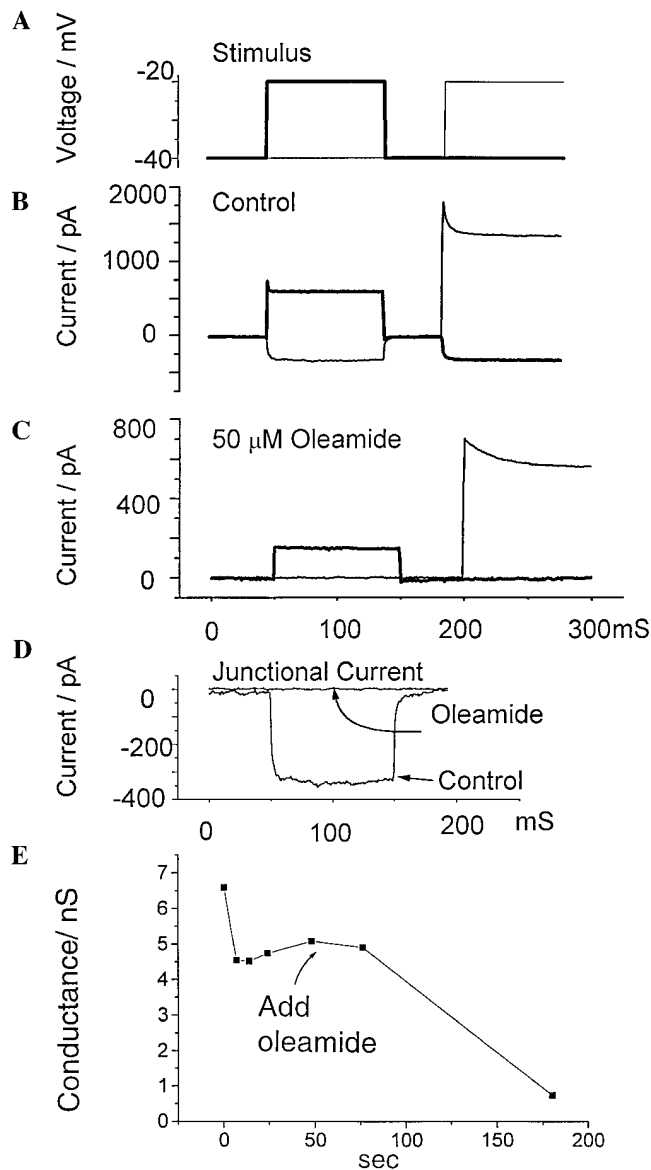 A
Voltage / mV
-20
-40
Stimulus
B
Current / pA
2000
1000
0
Control
C
Current / pA
800
400
0
50 μM Oleamide
0
100
200
300mS
D
Current / pA
0
-200
-400
Junctional Current
Oleamide
Control
0
100
200
mS
E
Conductance/ nS
7
6
5
4
3
2
1
0
Add
oleamide
0
50
100
150
200
sec